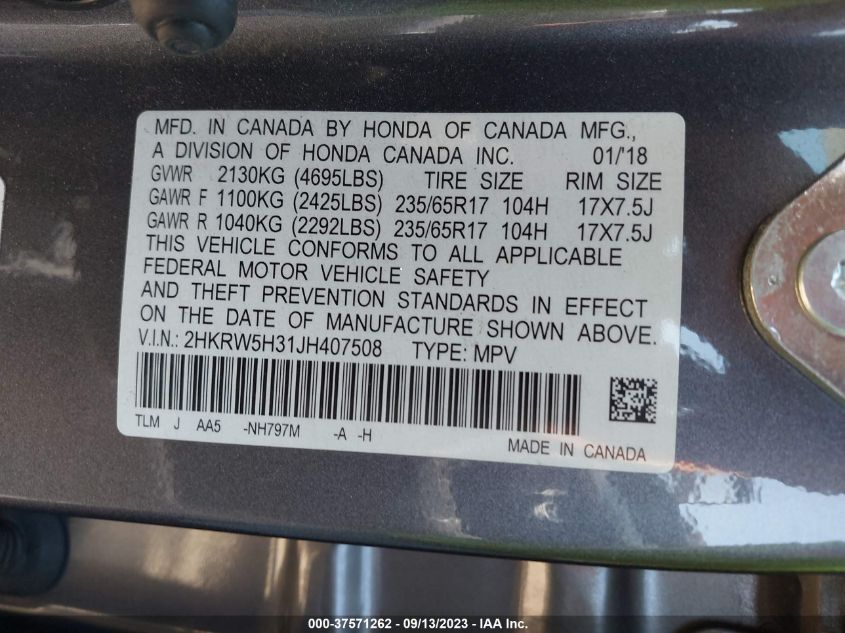 MFD. IN CANADA BY HONDA OF CANADA MFG.,
A DIVISION OF HONDA CANADA INC. 01/'18
GVWR 2130KG (4695LBS) TIRE SIZE RIM SIZE
GAWR F 1100KG (2425LBS) 235/65R17 104H 17X7.5J
GAWR R 1040KG (2292LBS) 235/65R17 104H 17X7.5J
THIS VEHICLE CONFORMS TO ALL APPLICABLE
FEDERAL MOTOR VEHICLE SAFETY
AND THEFT PREVENTION STANDARDS IN EFFECT
ON THE DATE OF MANUFACTURE SHOWN ABOVE.
V.I.N.: 2HKRW5H31JH407508 TYPE: MPV
TLM J AA5 -NH797M -A -H
MADE IN CANADA
000-37571262 - 09/13/2023 - IAA Inc.